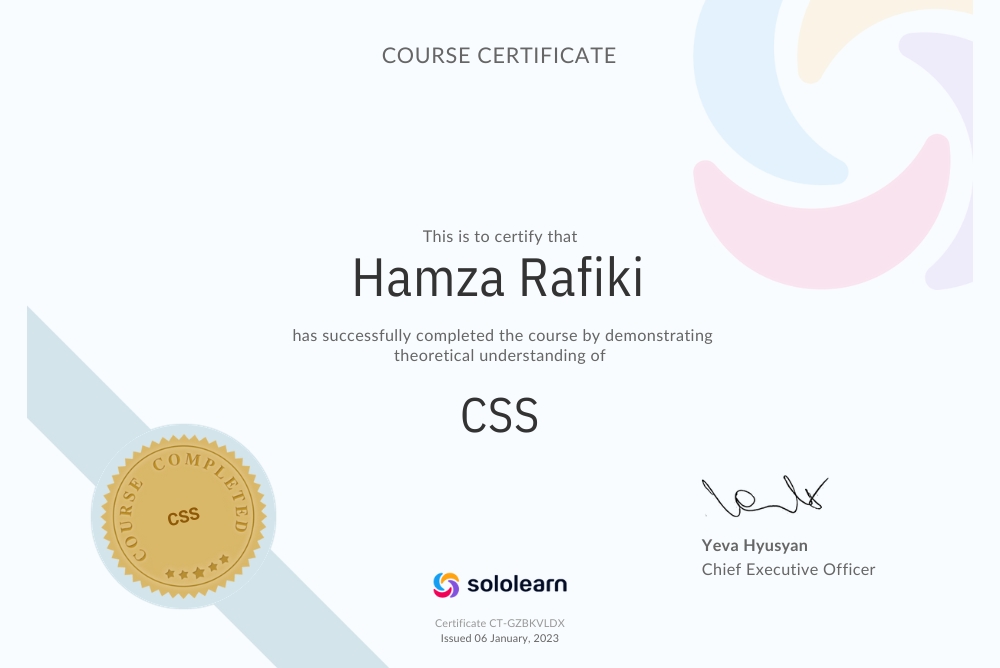 COURSE CERTIFICATE
This is to certify that
Hamza Rafiki
has successfully completed the course by demonstrating
theoretical understanding of
CSS
COURSE COMPLETED
CSS
Yeva Hyusyan
Chief Executive Officer
sololearn
Certificate CT-GZBKVLDX
Issued 06 January, 2023